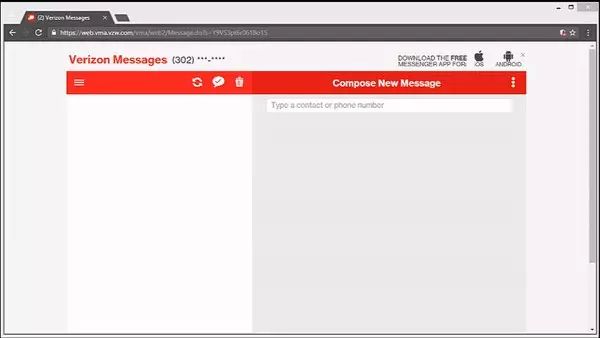 (2) Verizon Messages
https://web.vma.vzw.com/vma/web2/Message.do
Verizon Messages (302) ***-****
DOWNLOAD THE FREE
MESSENGER APP FOR: iOS ANDROID
Compose New Message
Type a contact or phone number